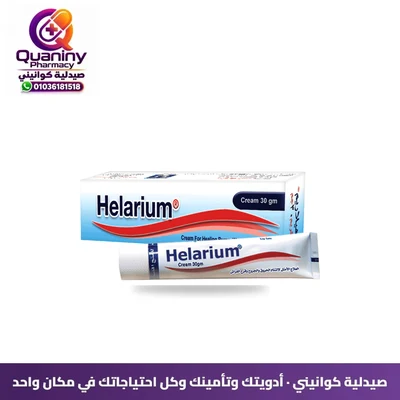 Quaniny
Pharmacy
صيدلية كوانيني
01036181518
Helarium®
Cream 30 gm
Cream For Healing
Helarium®
Cream 30gm
صيدلية كوانيني · أدويتك وتأمينك وكل احتياجاتك في مكان واحد